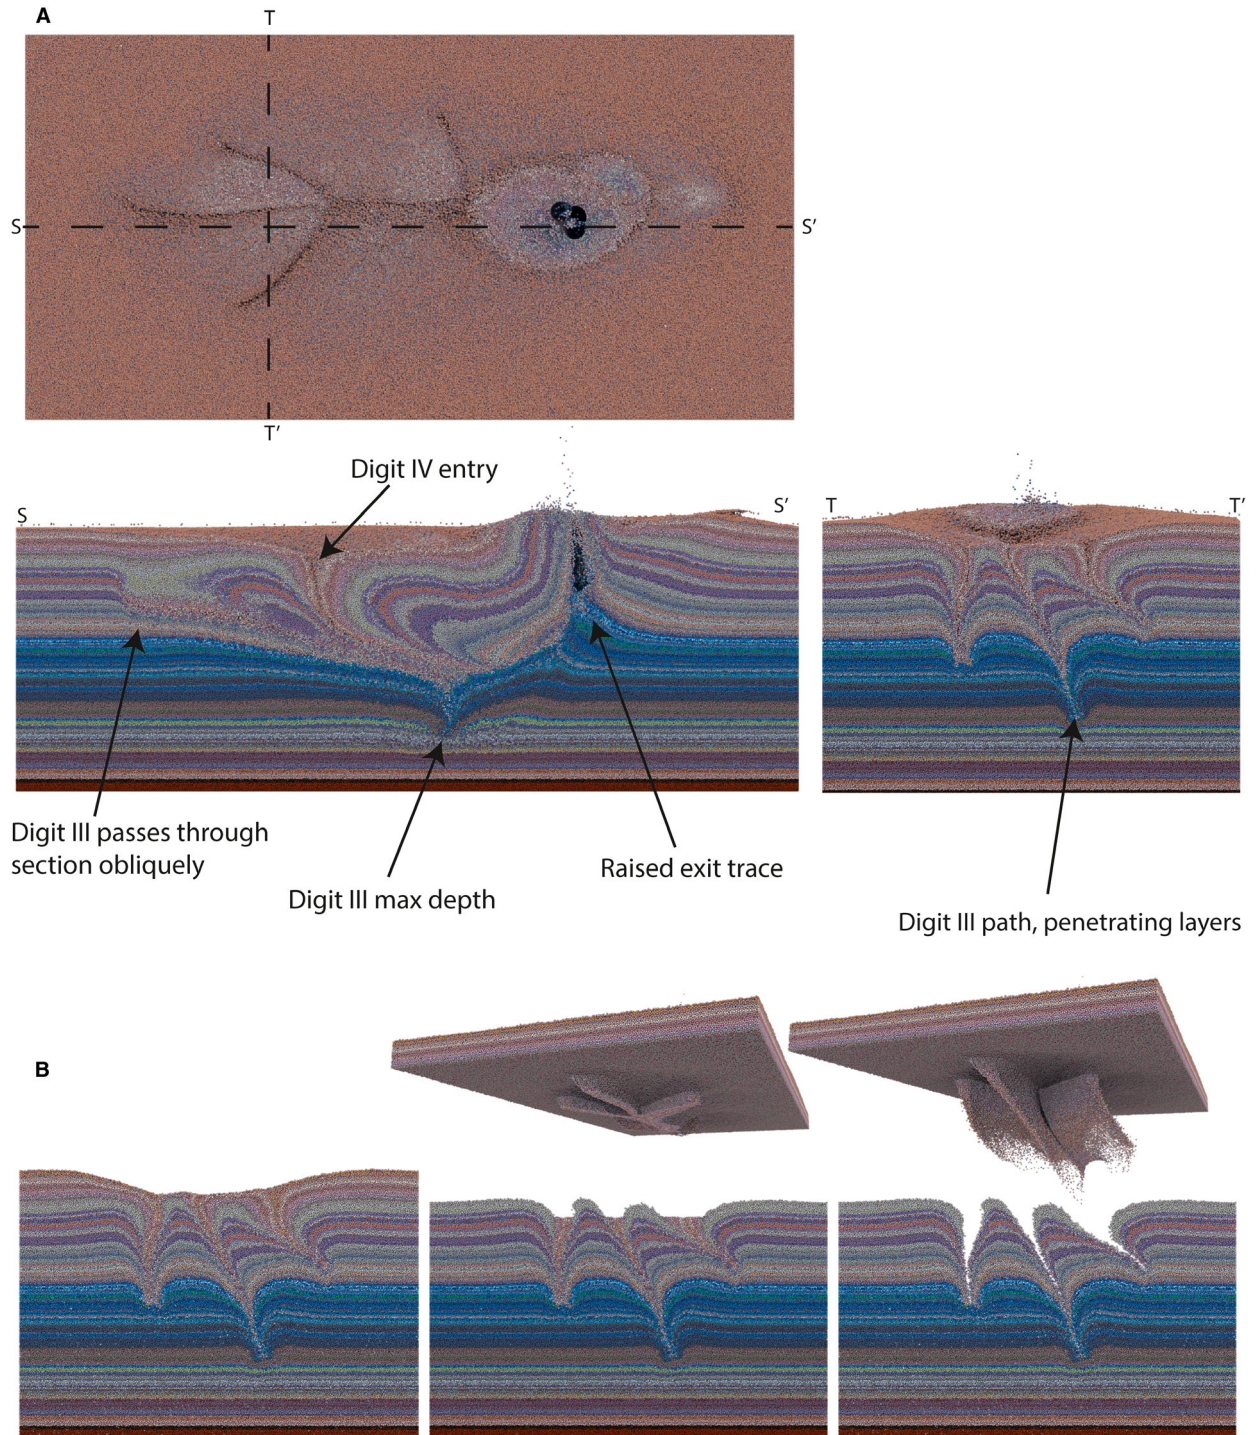 A
T
S
S’
T’
Digit IV entry
S
S’
T
T’
Digit III passes through
section obliquely
Digit III max depth
Raised exit trace
Digit III path, penetrating layers
B